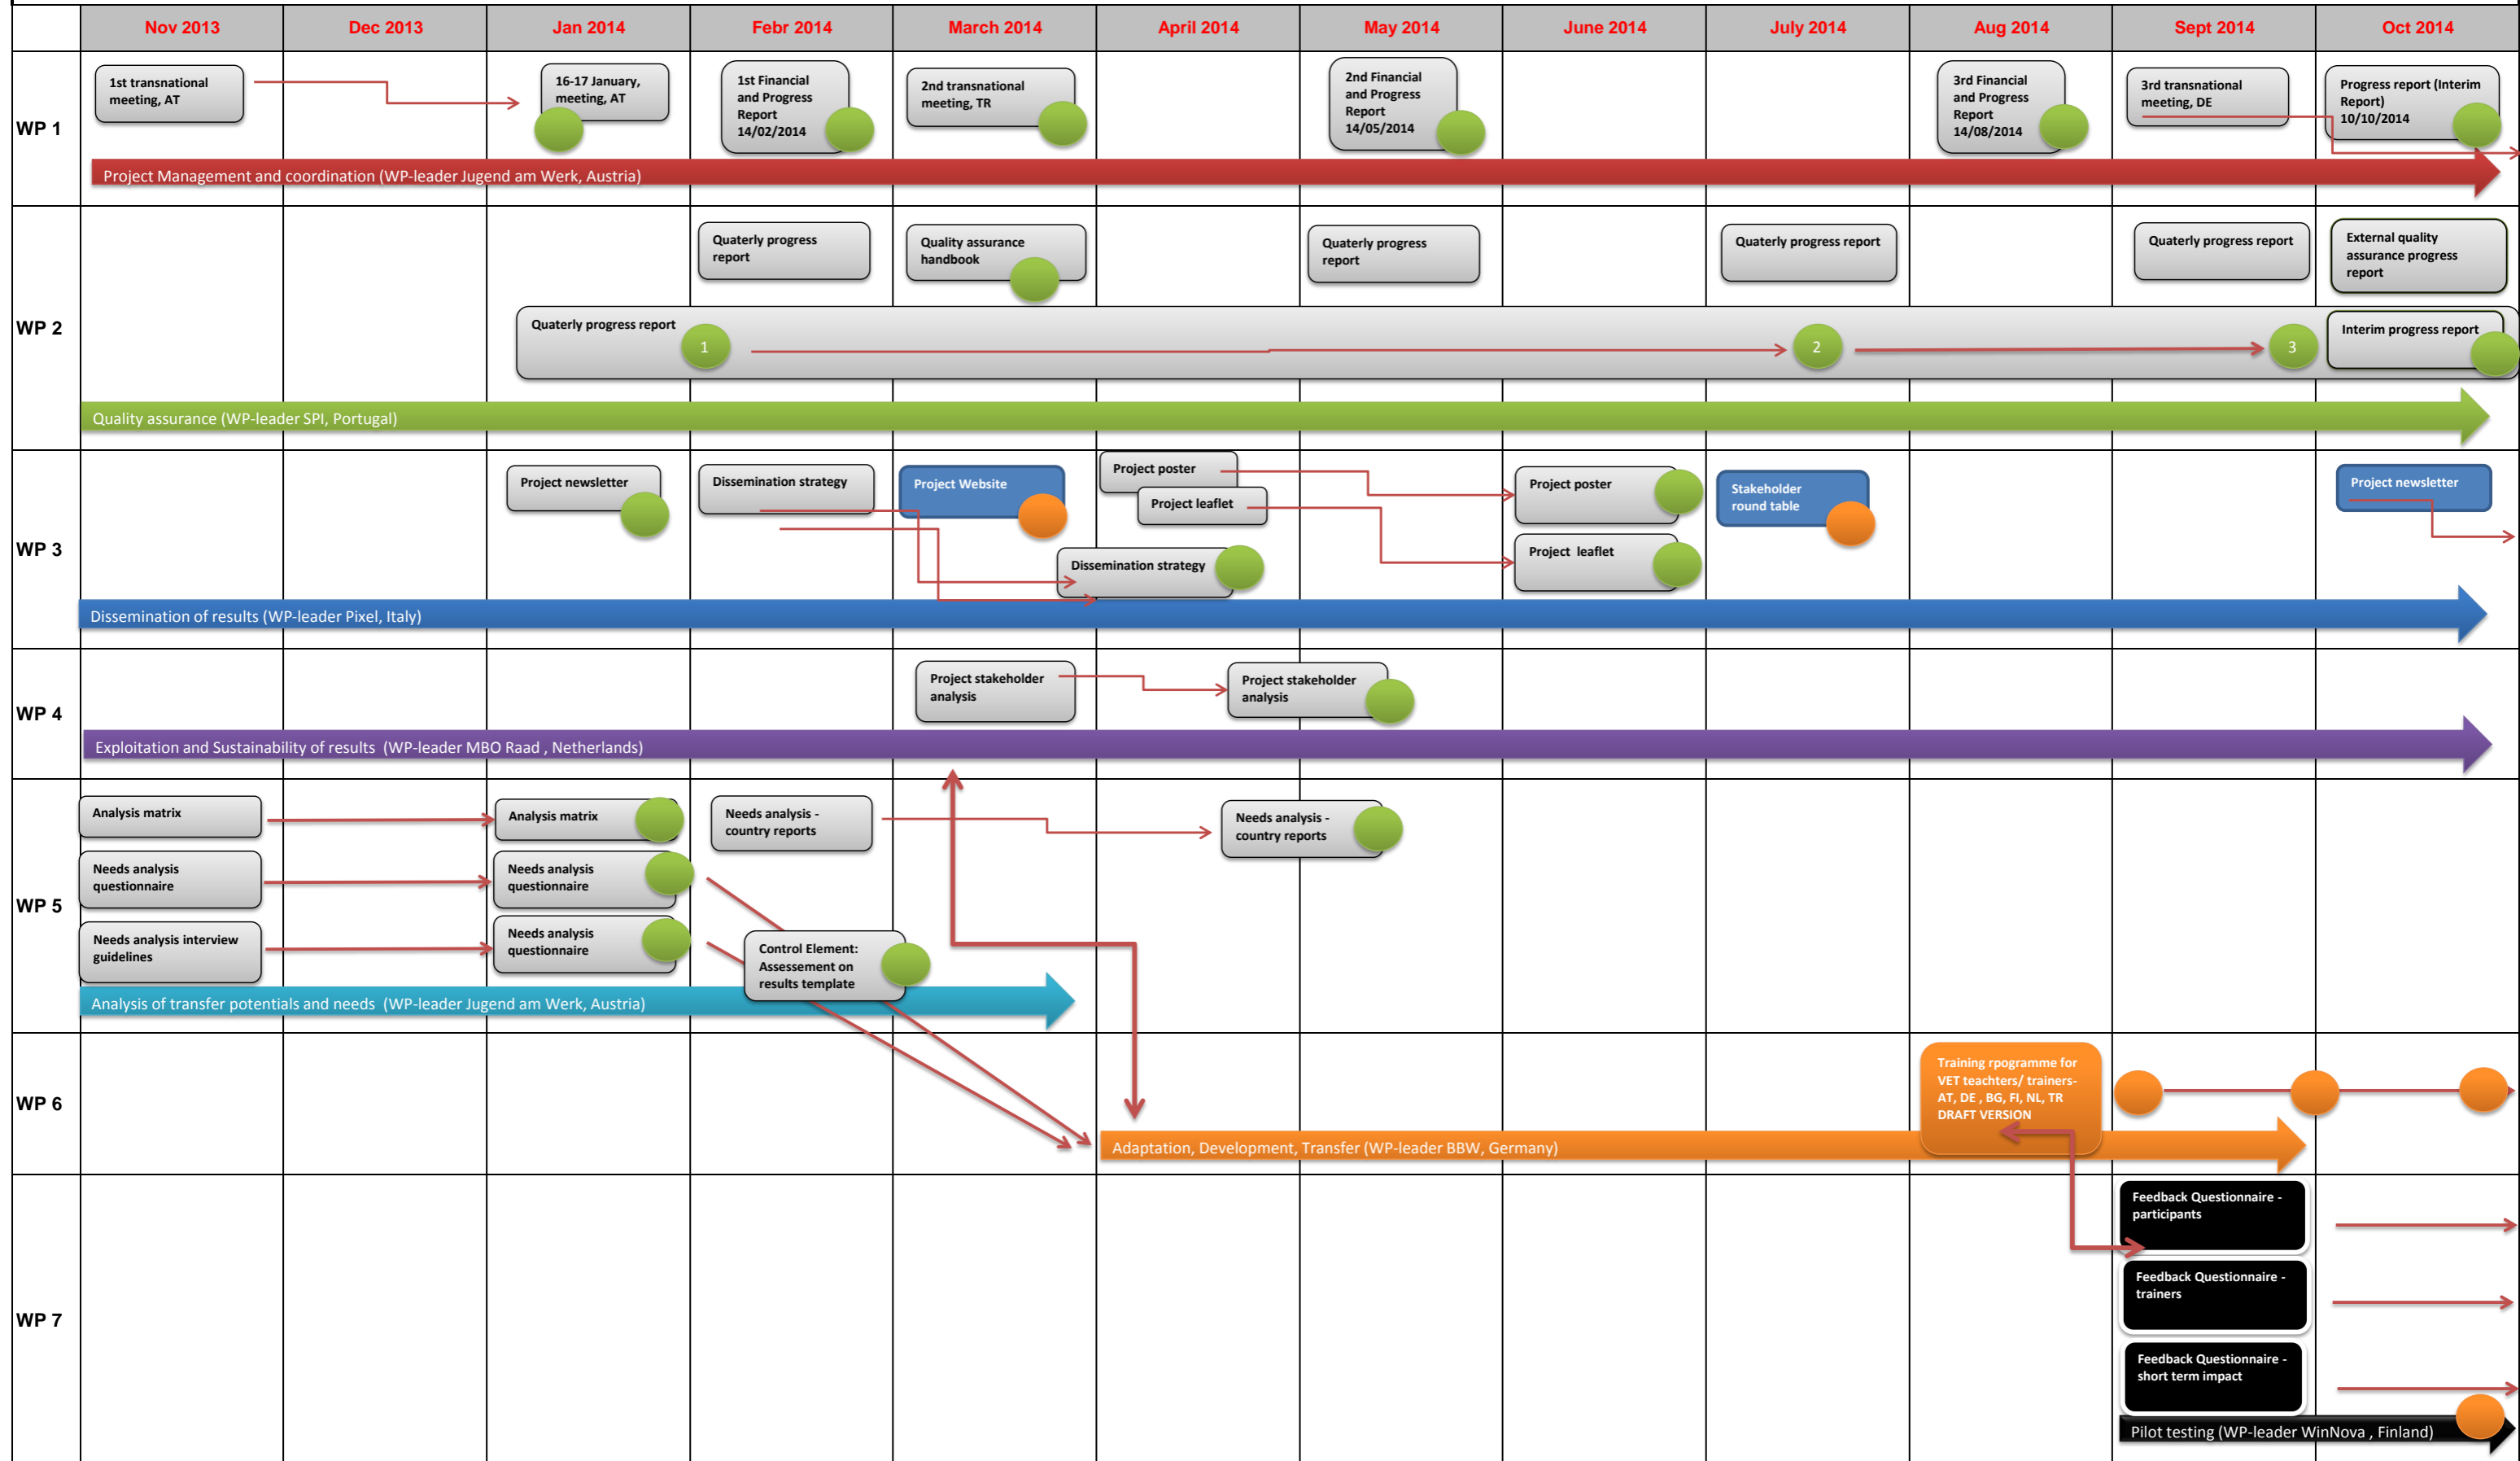 Nov 2013
Dec 2013
Jan 2014
Febr 2014
March 2014
April 2014
May 2014
June 2014
July 2014
Aug 2014
Sept 2014
Oct 2014
WP 1
1st transnational
meeting, AT
16-17 January,
meeting, AT
1st Financial
and Progress
Report
14/02/2014
2nd transnational
meeting, TR
2nd Financial
and Progress
Report
14/05/2014
3rd Financial
and Progress
Report
14/08/2014
3rd transnational
meeting, DE
Progress report (Interim
Report)
10/10/2014
Project Management and coordination (WP-leader Jugend am Werk, Austria)
WP 2
Quaterly progress
report
Quality assurance
handbook
Quaterly progress
report
Quaterly progress report
Quaterly progress report
External quality
assurance progress
report
Quaterly progress report
1
2
3
Interim progress report
Quality assurance (WP-leader SPI, Portugal)
WP 3
Project newsletter
Dissemination strategy
Project Website
Project poster
Project leaflet
Dissemination strategy
Project poster
Project  leaflet
Stakeholder
round table
Project newsletter
Dissemination of results (WP-leader Pixel, Italy)
WP 4
Project stakeholder
analysis
Project stakeholder
analysis
Exploitation and Sustainability of results  (WP-leader MBO Raad , Netherlands)
WP 5
Analysis matrix
Analysis matrix
Needs analysis -
country reports
Needs analysis -
country reports
Needs analysis
questionnaire
Needs analysis
questionnaire
Needs analysis interview
guidelines
Needs analysis
questionnaire
Control Element:
Assessement on
results template
Analysis of transfer potentials and needs  (WP-leader Jugend am Werk, Austria)
WP 6
Training rpogramme for
VET teachters/ trainers-
AT, DE , BG, FI, NL, TR
DRAFT VERSION
Adaptation, Development, Transfer (WP-leader BBW, Germany)
WP 7
Feedback Questionnaire -
participants
Feedback Questionnaire -
trainers
Feedback Questionnaire -
short term impact
Pilot testing (WP-leader WinNova , Finland)